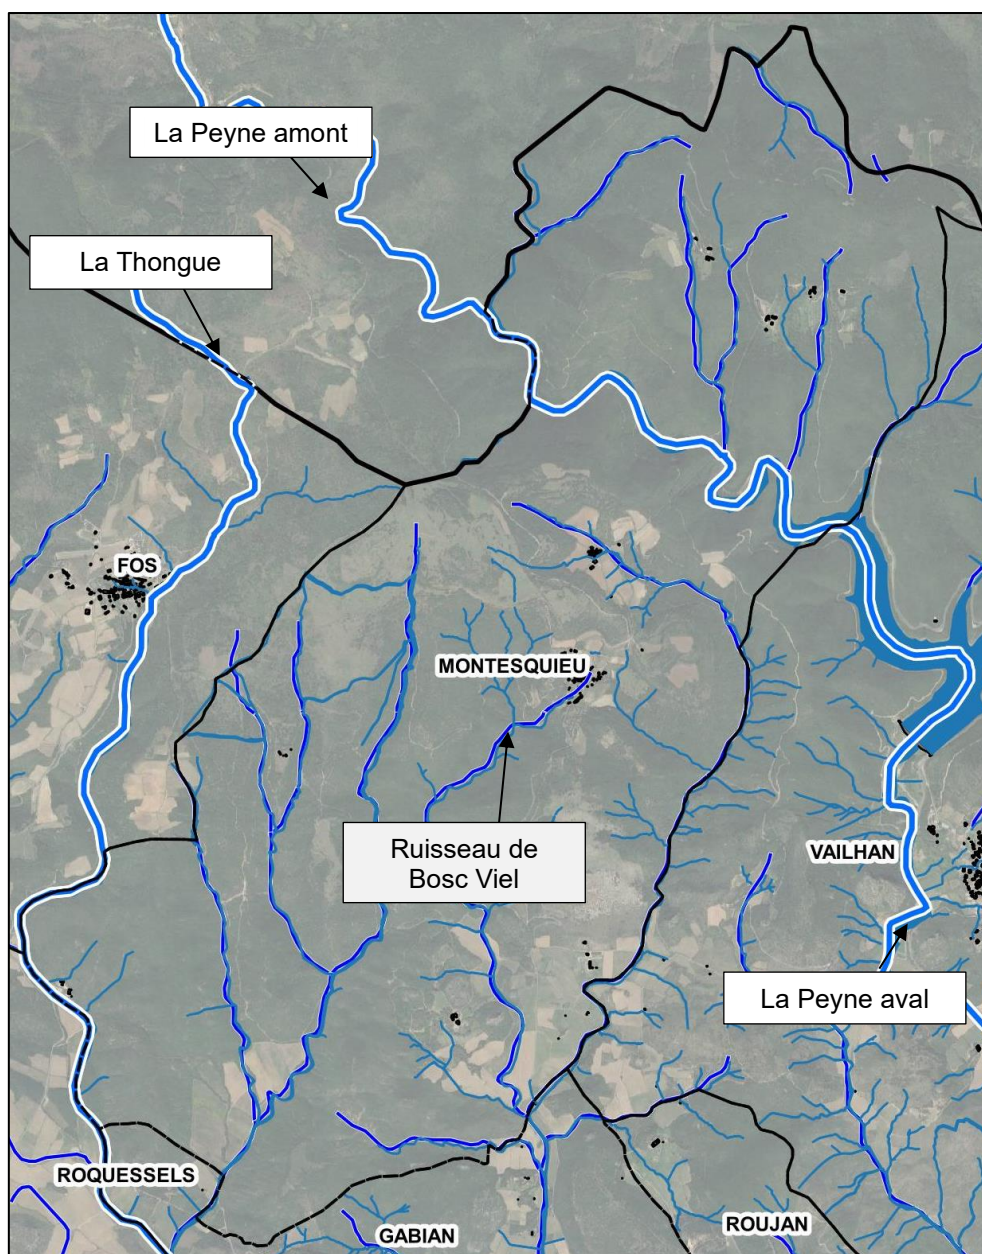 La Peyne amont
La Thongue
FOS
MONTESQUIEU
Ruisseau de
Bosc Viel
VAILHAN
La Peyne aval
ROQUESSELS
GABIAN
ROUJAN